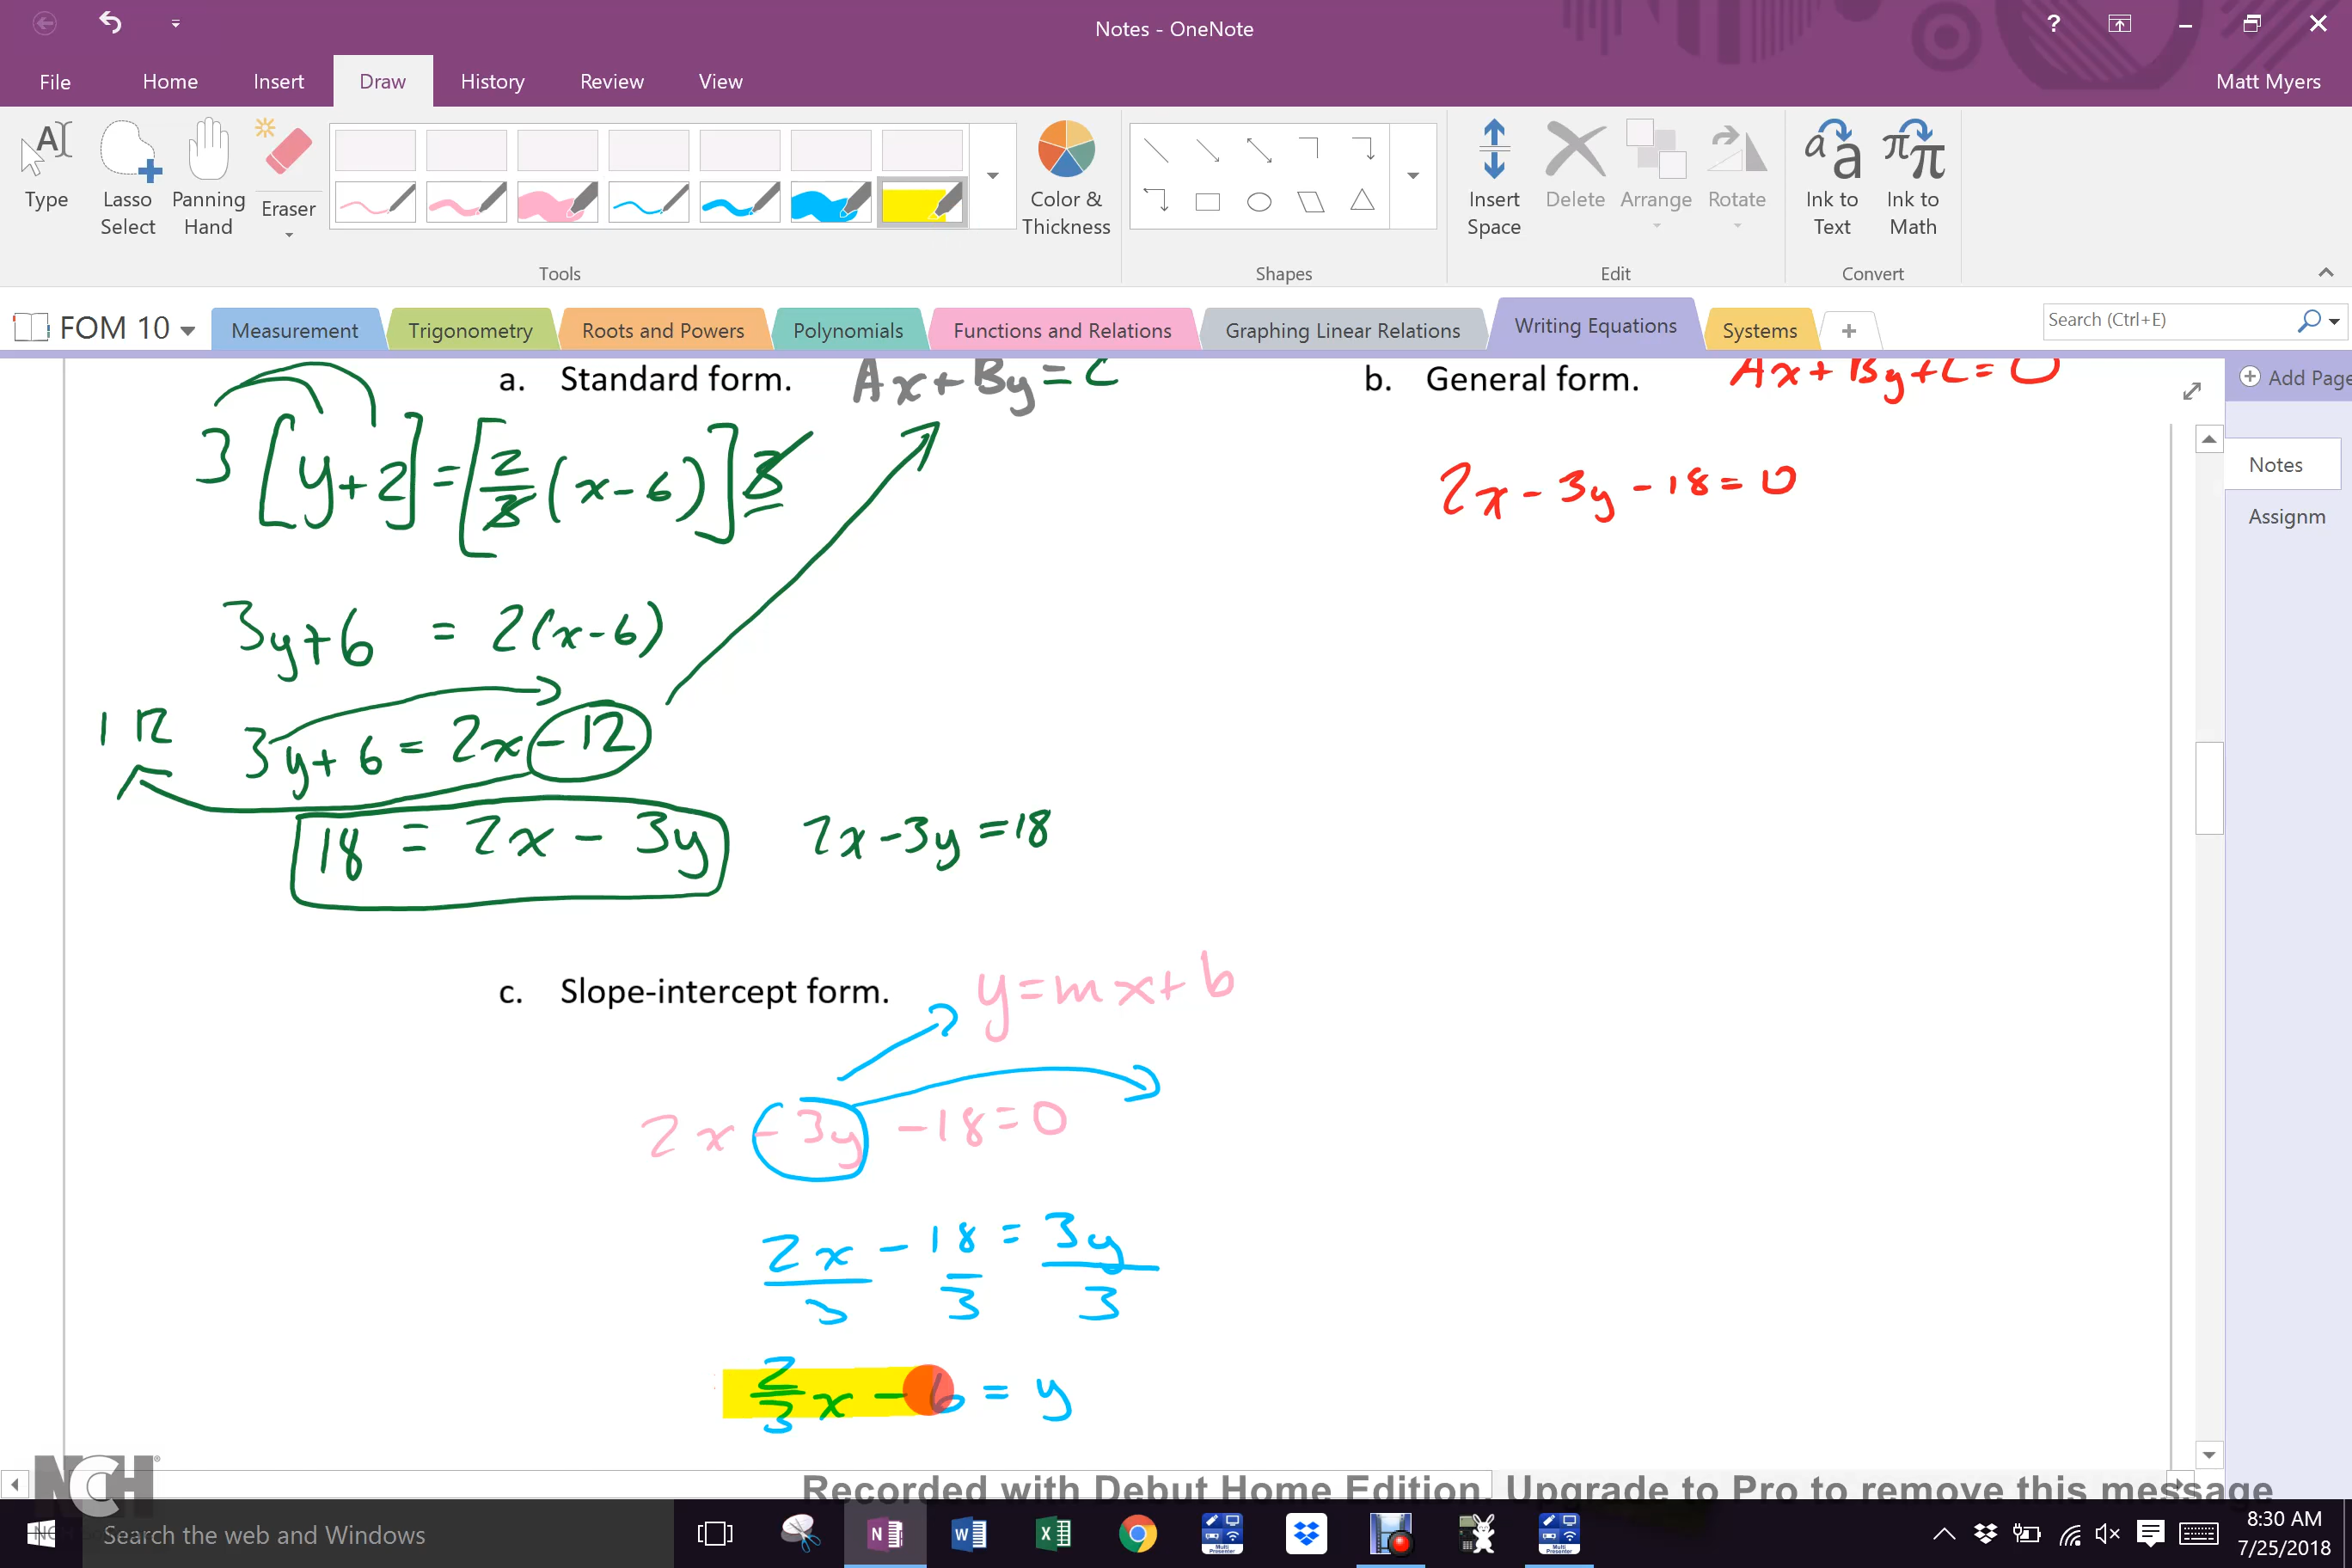 Notes - OneNote
?
File Home Insert Draw History Review View Matt Myers
Type
Lasso Select
Panning Hand
Eraser
Color & Thickness
Insert Space
Delete
Arrange
Rotate
Ink to Text
Ink to Math
Tools Shapes Edit Convert
FOM 10 Measurement Trigonometry Roots and Powers Polynomials Functions and Relations Graphing Linear Relations Writing Equations Systems + Search (Ctrl+E)
a. Standard form. Ax+By=C
b. General form. Ax+By+C=0
Add Page
Notes
Assignm
3[y+2]=[2/3(x-6)]3
2x-3y-18=0
3y+6 = 2(x-6)
12
3y+6=2x-12
18 = 2x-3y
2x-3y=18
c. Slope-intercept form. y=mx+b
2x-3y-18=0
2x-18=3y
3 3 3
2/3x-6=y
NCH
Recorded with Debut Home Edition. Upgrade to Pro to remove this message
Search the web and Windows
8:30 AM
7/25/2018